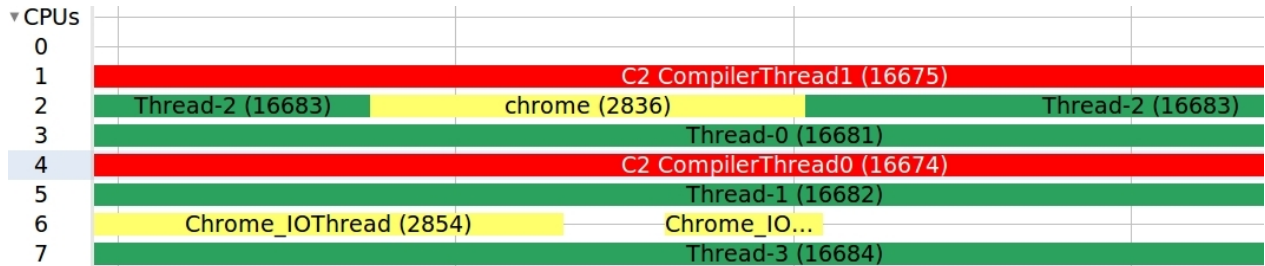 CPUs
0
1 C2 CompilerThread1 (16675)
2 Thread-2 (16683) chrome (2836) Thread-2 (16683)
3 Thread-0 (16681)
4 C2 CompilerThread0 (16674)
5 Thread-1 (16682)
6 Chrome_IOThread (2854) Chrome_IO...
7 Thread-3 (16684)